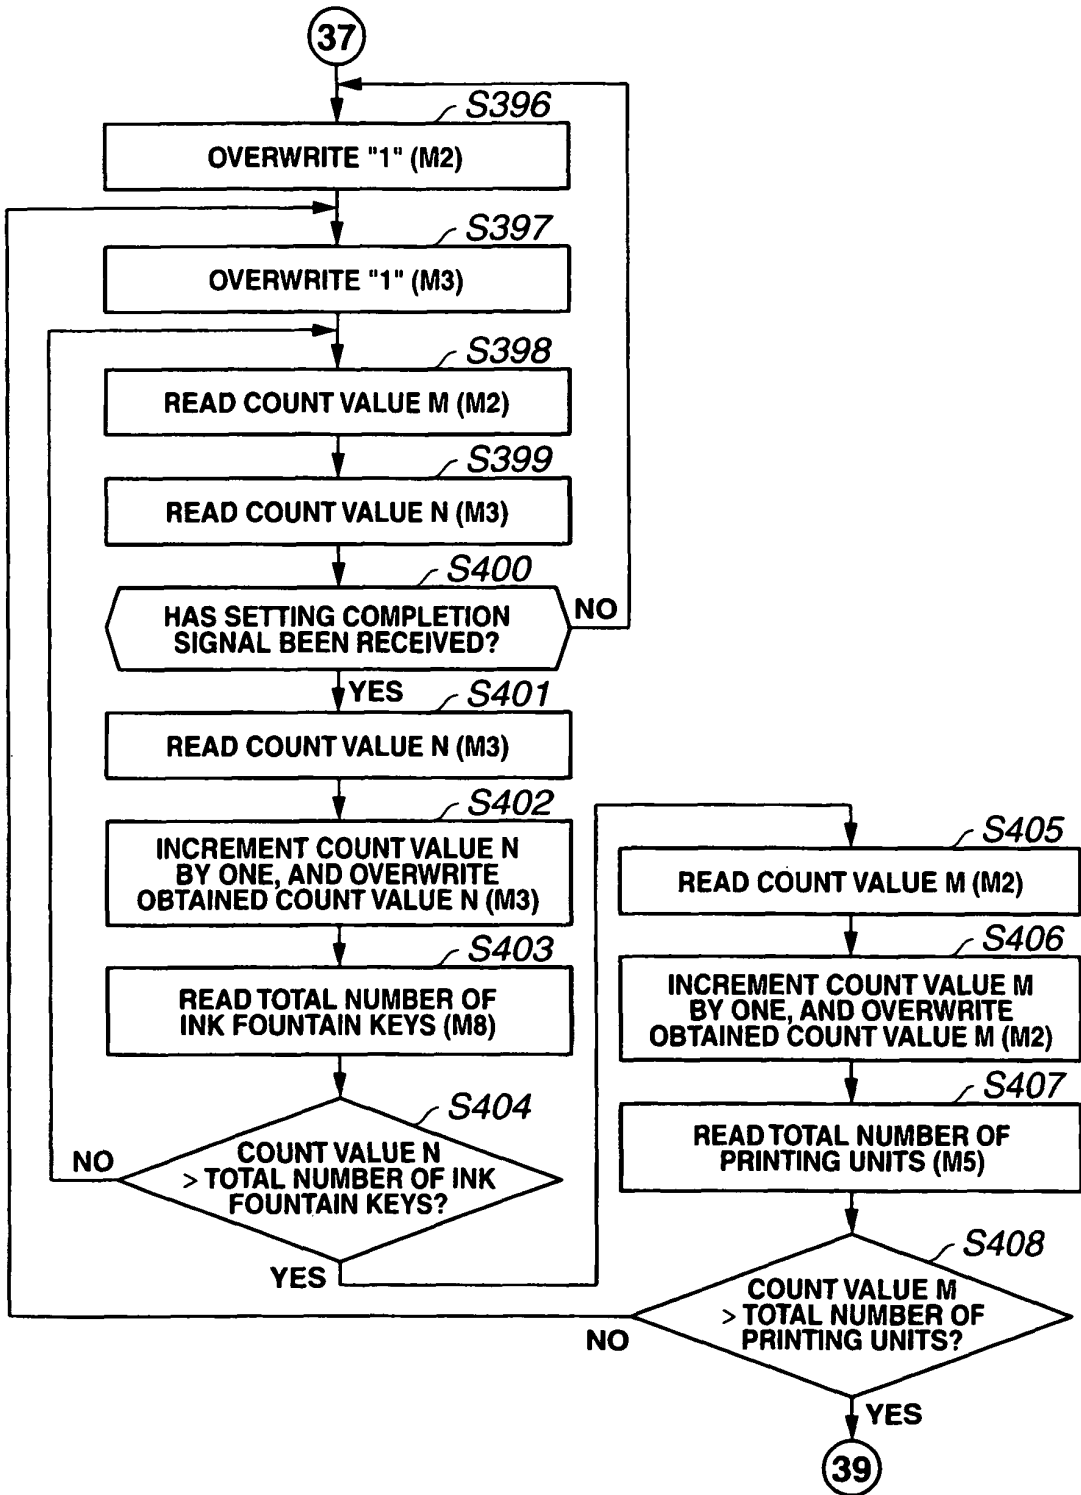 37
S396
OVERWRITE "1" (M2)
S397
OVERWRITE "1" (M3)
S398
READ COUNT VALUE M (M2)
S399
READ COUNT VALUE N (M3)
S400
HAS SETTING COMPLETION
SIGNAL BEEN RECEIVED?
NO
YES
S401
READ COUNT VALUE N (M3)
S402
INCREMENT COUNT VALUE N
BY ONE, AND OVERWRITE
OBTAINED COUNT VALUE N (M3)
S403
READ TOTAL NUMBER OF
INK FOUNTAIN KEYS (M8)
S404
COUNT VALUE N
> TOTAL NUMBER OF INK
FOUNTAIN KEYS?
NO
YES
S405
READ COUNT VALUE M (M2)
S406
INCREMENT COUNT VALUE M
BY ONE, AND OVERWRITE
OBTAINED COUNT VALUE M (M2)
S407
READ TOTAL NUMBER OF
PRINTING UNITS (M5)
S408
COUNT VALUE M
> TOTAL NUMBER OF
PRINTING UNITS?
NO
YES
39